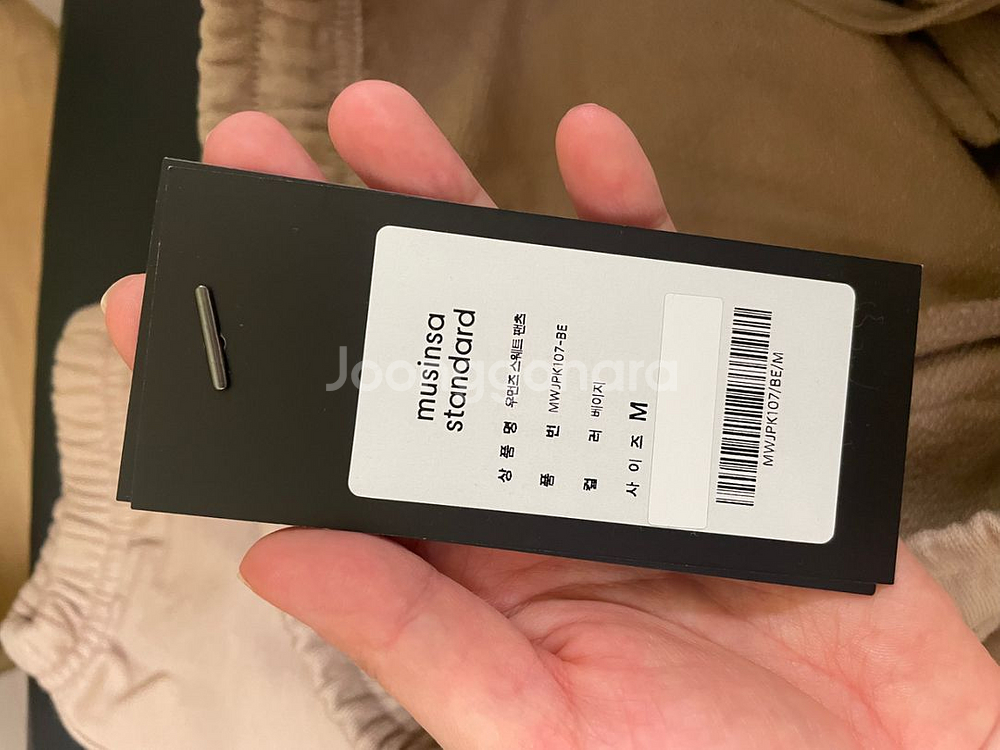 musinsa
standard
상 품 명 우먼즈 스웨트 팬츠
품 번 MWJPK107-BE
컬 러 베이지
사 이 즈 M
MWJPK107/BE/M
Joonggonara